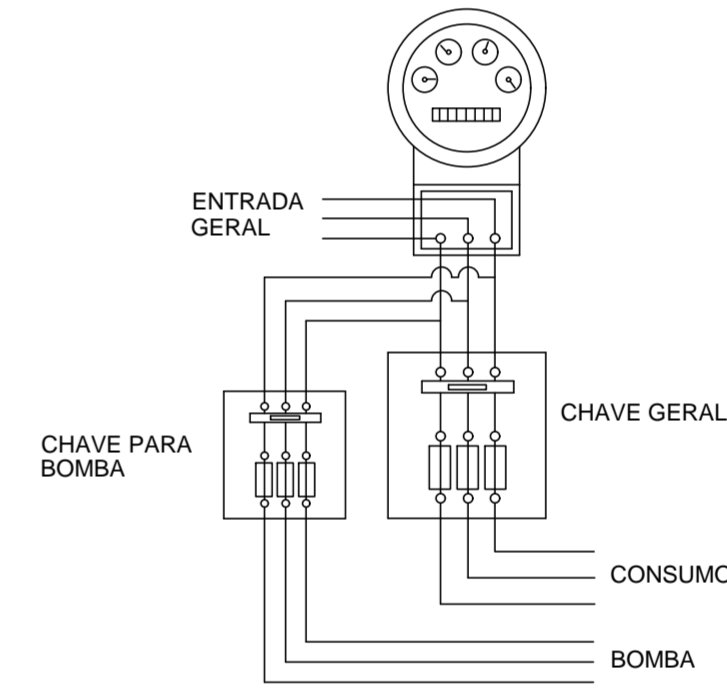 ENTRADA
GERAL
CHAVE GERAL
CHAVE PARA
BOMBA
CONSUMO
BOMBA